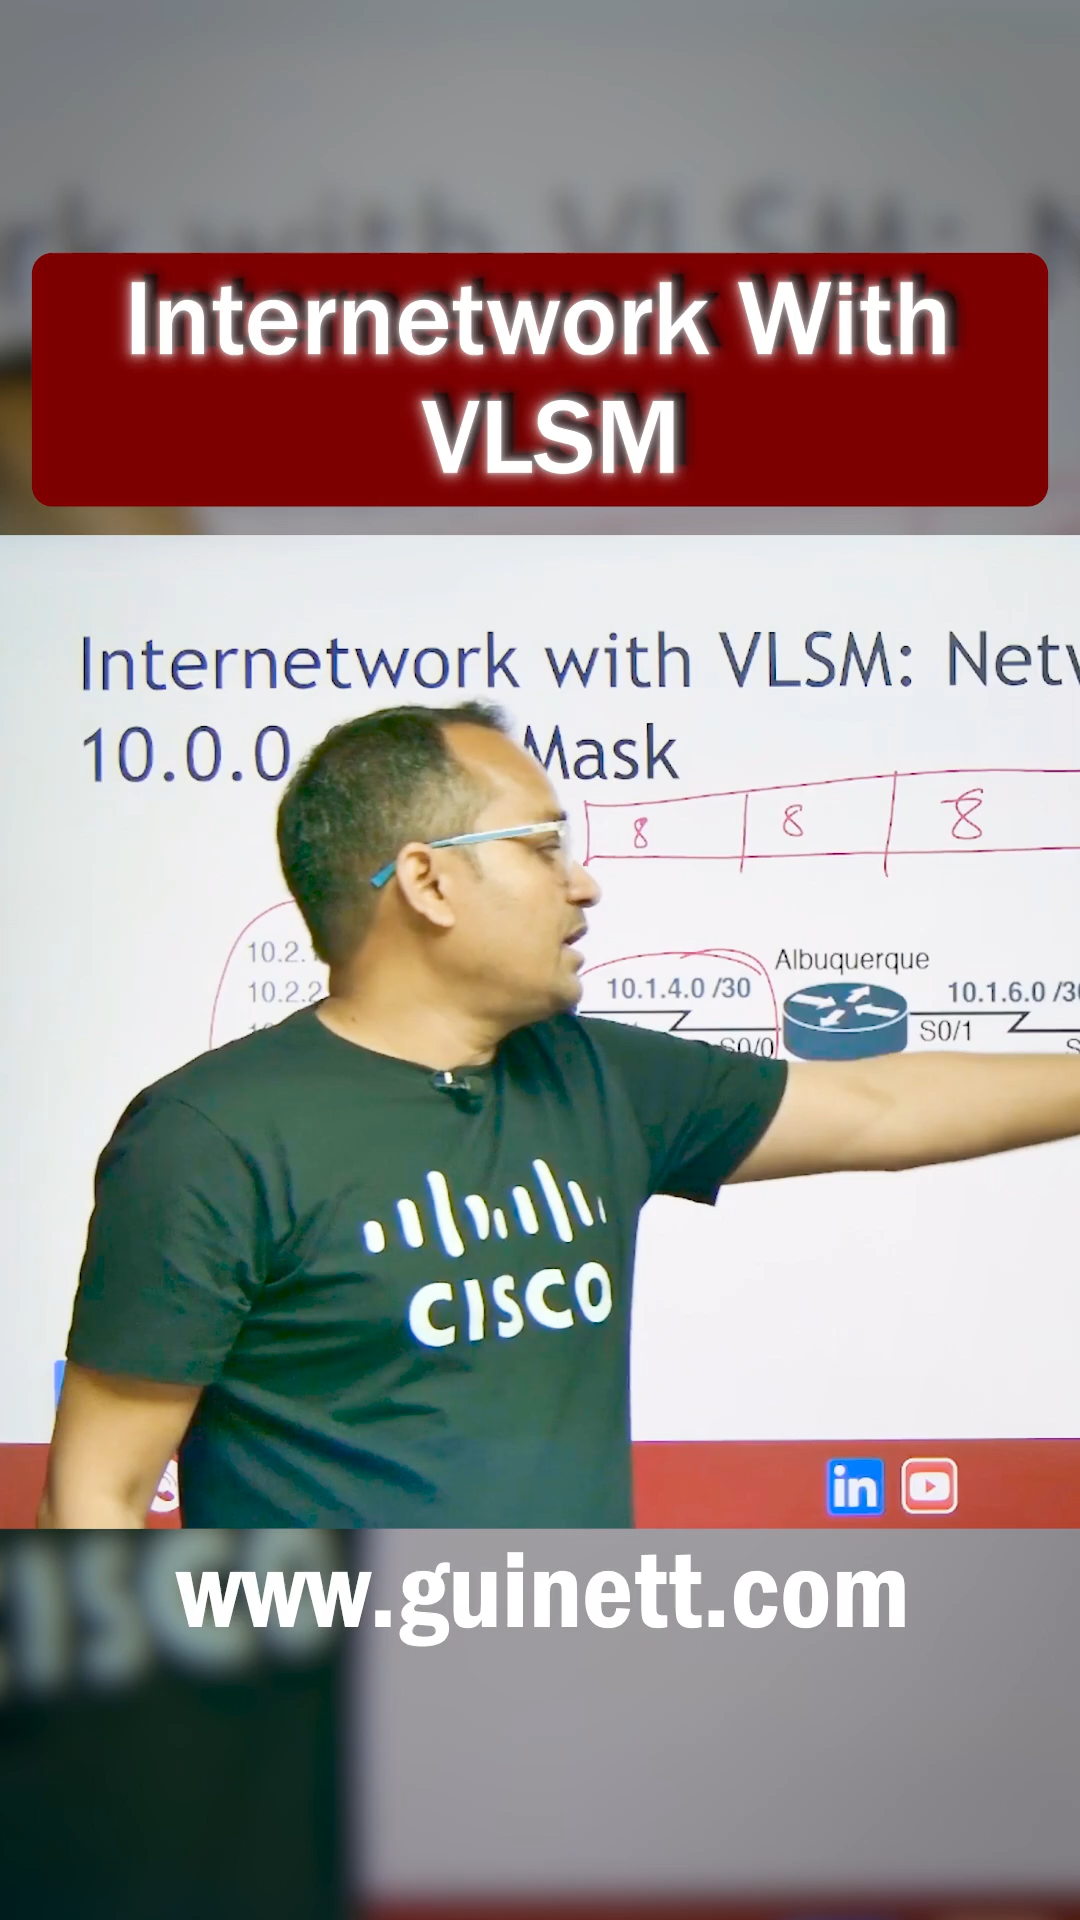 Internetwork With
VLSM
Internetwork with VLSM: Netw
10.0.0 Mask
8 8 8
10.2.
10.2.2
10.1.4.0 /30
Albuquerque
10.1.6.0 /30
S0/0
S0/1
CISCO
in
www.guinett.com